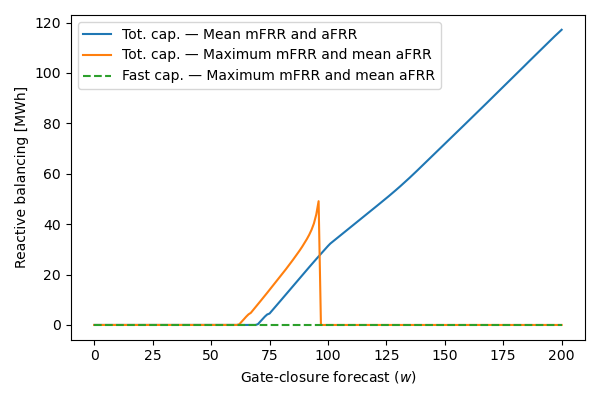 Tot. cap. — Mean mFRR and aFRR
Tot. cap. — Maximum mFRR and mean aFRR
Fast cap. — Maximum mFRR and mean aFRR
Reactive balancing [MWh]
120
100
80
60
40
20
0
0 25 50 75 100 125 150 175 200
Gate-closure forecast (w)